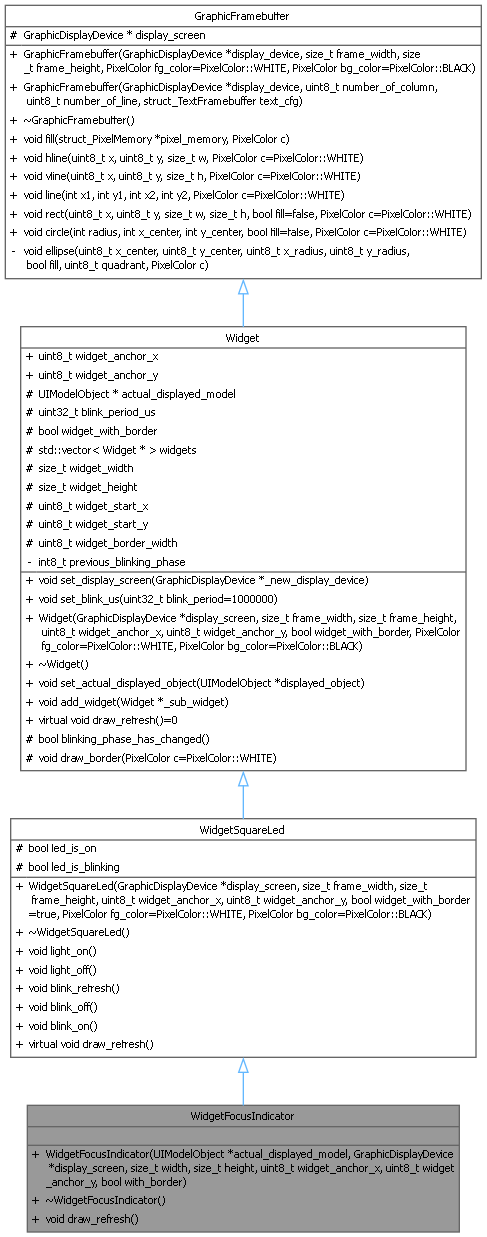 GraphicFramebuffer
# GraphicDisplayDevice * display_screen
+ GraphicFramebuffer(GraphicDisplayDevice *display_device, size_t frame_width, size
_t frame_height, PixelColor fg_color=PixelColor::WHITE, PixelColor bg_color=PixelColor::BLACK)
+ GraphicFramebuffer(GraphicDisplayDevice *display_device, uint8_t number_of_column,
uint8_t number_of_line, struct_TextFramebuffer text_cfg)
+ ~GraphicFramebuffer()
+ void fill(struct_PixelMemory *pixel_memory, PixelColor c)
+ void hline(uint8_t x, uint8_t y, size_t w, PixelColor c=PixelColor::WHITE)
+ void vline(uint8_t x, uint8_t y, size_t h, PixelColor c=PixelColor::WHITE)
+ void line(int x1, int y1, int x2, int y2, PixelColor c=PixelColor::WHITE)
+ void rect(uint8_t x, uint8_t y, size_t w, size_t h, bool fill=false, PixelColor c=PixelColor::WHITE)
+ void circle(int radius, int x_center, int y_center, bool fill=false, PixelColor c=PixelColor::WHITE)
- void ellipse(uint8_t x_center, uint8_t y_center, uint8_t x_radius, uint8_t y_radius,
bool fill, uint8_t quadrant, PixelColor c)
Widget
+ uint8_t widget_anchor_x
+ uint8_t widget_anchor_y
# UIModelObject * actual_displayed_model
# uint32_t blink_period_us
# bool widget_with_border
# std::vector< Widget * > widgets
# size_t widget_width
# size_t widget_height
# uint8_t widget_start_x
# uint8_t widget_start_y
# uint8_t widget_border_width
- int8_t previous_blinking_phase
+ void set_display_screen(GraphicDisplayDevice *_new_display_device)
+ void set_blink_us(uint32_t blink_period=1000000)
+ Widget(GraphicDisplayDevice *display_screen, size_t frame_width, size_t frame_height,
uint8_t widget_anchor_x, uint8_t widget_anchor_y, bool widget_with_border, PixelColor
fg_color=PixelColor::WHITE, PixelColor bg_color=PixelColor::BLACK)
+ ~Widget()
+ void set_actual_displayed_object(UIModelObject *displayed_object)
+ void add_widget(Widget *_sub_widget)
+ virtual void draw_refresh()=0
# bool blinking_phase_has_changed()
# void draw_border(PixelColor c=PixelColor::WHITE)
WidgetSquareLed
# bool led_is_on
# bool led_is_blinking
+ WidgetSquareLed(GraphicDisplayDevice *display_screen, size_t frame_width, size_t
frame_height, uint8_t widget_anchor_x, uint8_t widget_anchor_y, bool widget_with_border
=true, PixelColor fg_color=PixelColor::WHITE, PixelColor bg_color=PixelColor::BLACK)
+ ~WidgetSquareLed()
+ void light_on()
+ void light_off()
+ void blink_refresh()
+ void blink_off()
+ void blink_on()
+ virtual void draw_refresh()
WidgetFocusIndicator
+ WidgetFocusIndicator(UIModelObject *actual_displayed_model, GraphicDisplayDevice
*display_screen, size_t width, size_t height, uint8_t widget_anchor_x, uint8_t widget
_anchor_y, bool with_border)
+ ~WidgetFocusIndicator()
+ void draw_refresh()